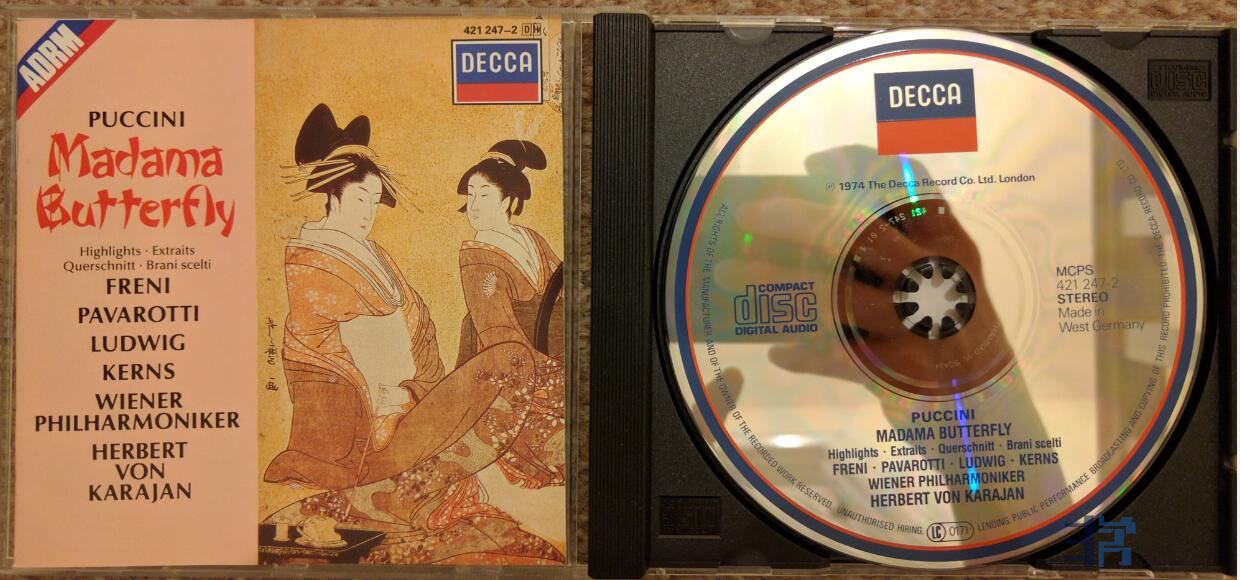 ADRM
421 247-2
DECCA
PUCCINI
Madama
Butterfly
Highlights · Extraits
Querschnitt · Brani scelti
FRENI
PAVAROTTI
LUDWIG
KERNS
WIENER
PHILHARMONIKER
HERBERT
VON
KARAJAN
COMPACT
disc
DIGITAL AUDIO
DECCA
℗ 1974 The Decca Record Co. Ltd. London
COMPACT
disc
DIGITAL AUDIO
MCPS
421 247-2
STEREO
Made in
West Germany
PUCCINI
MADAMA BUTTERFLY
Highlights · Extraits · Querschnitt · Brani scelti
FRENI · PAVAROTTI · LUDWIG · KERNS
WIENER PHILHARMONIKER
HERBERT VON KARAJAN
ALL RIGHTS OF THE MANUFACTURER AND OF THE OWNER OF THE RECORDED WORK RESERVED. UNAUTHORISED HIRING, LC 0171 LENDING, PUBLIC PERFORMANCE BROADCASTING AND COPYING OF THIS RECORD PROHIBITED. THE DECCA RECORD CO. LTD.